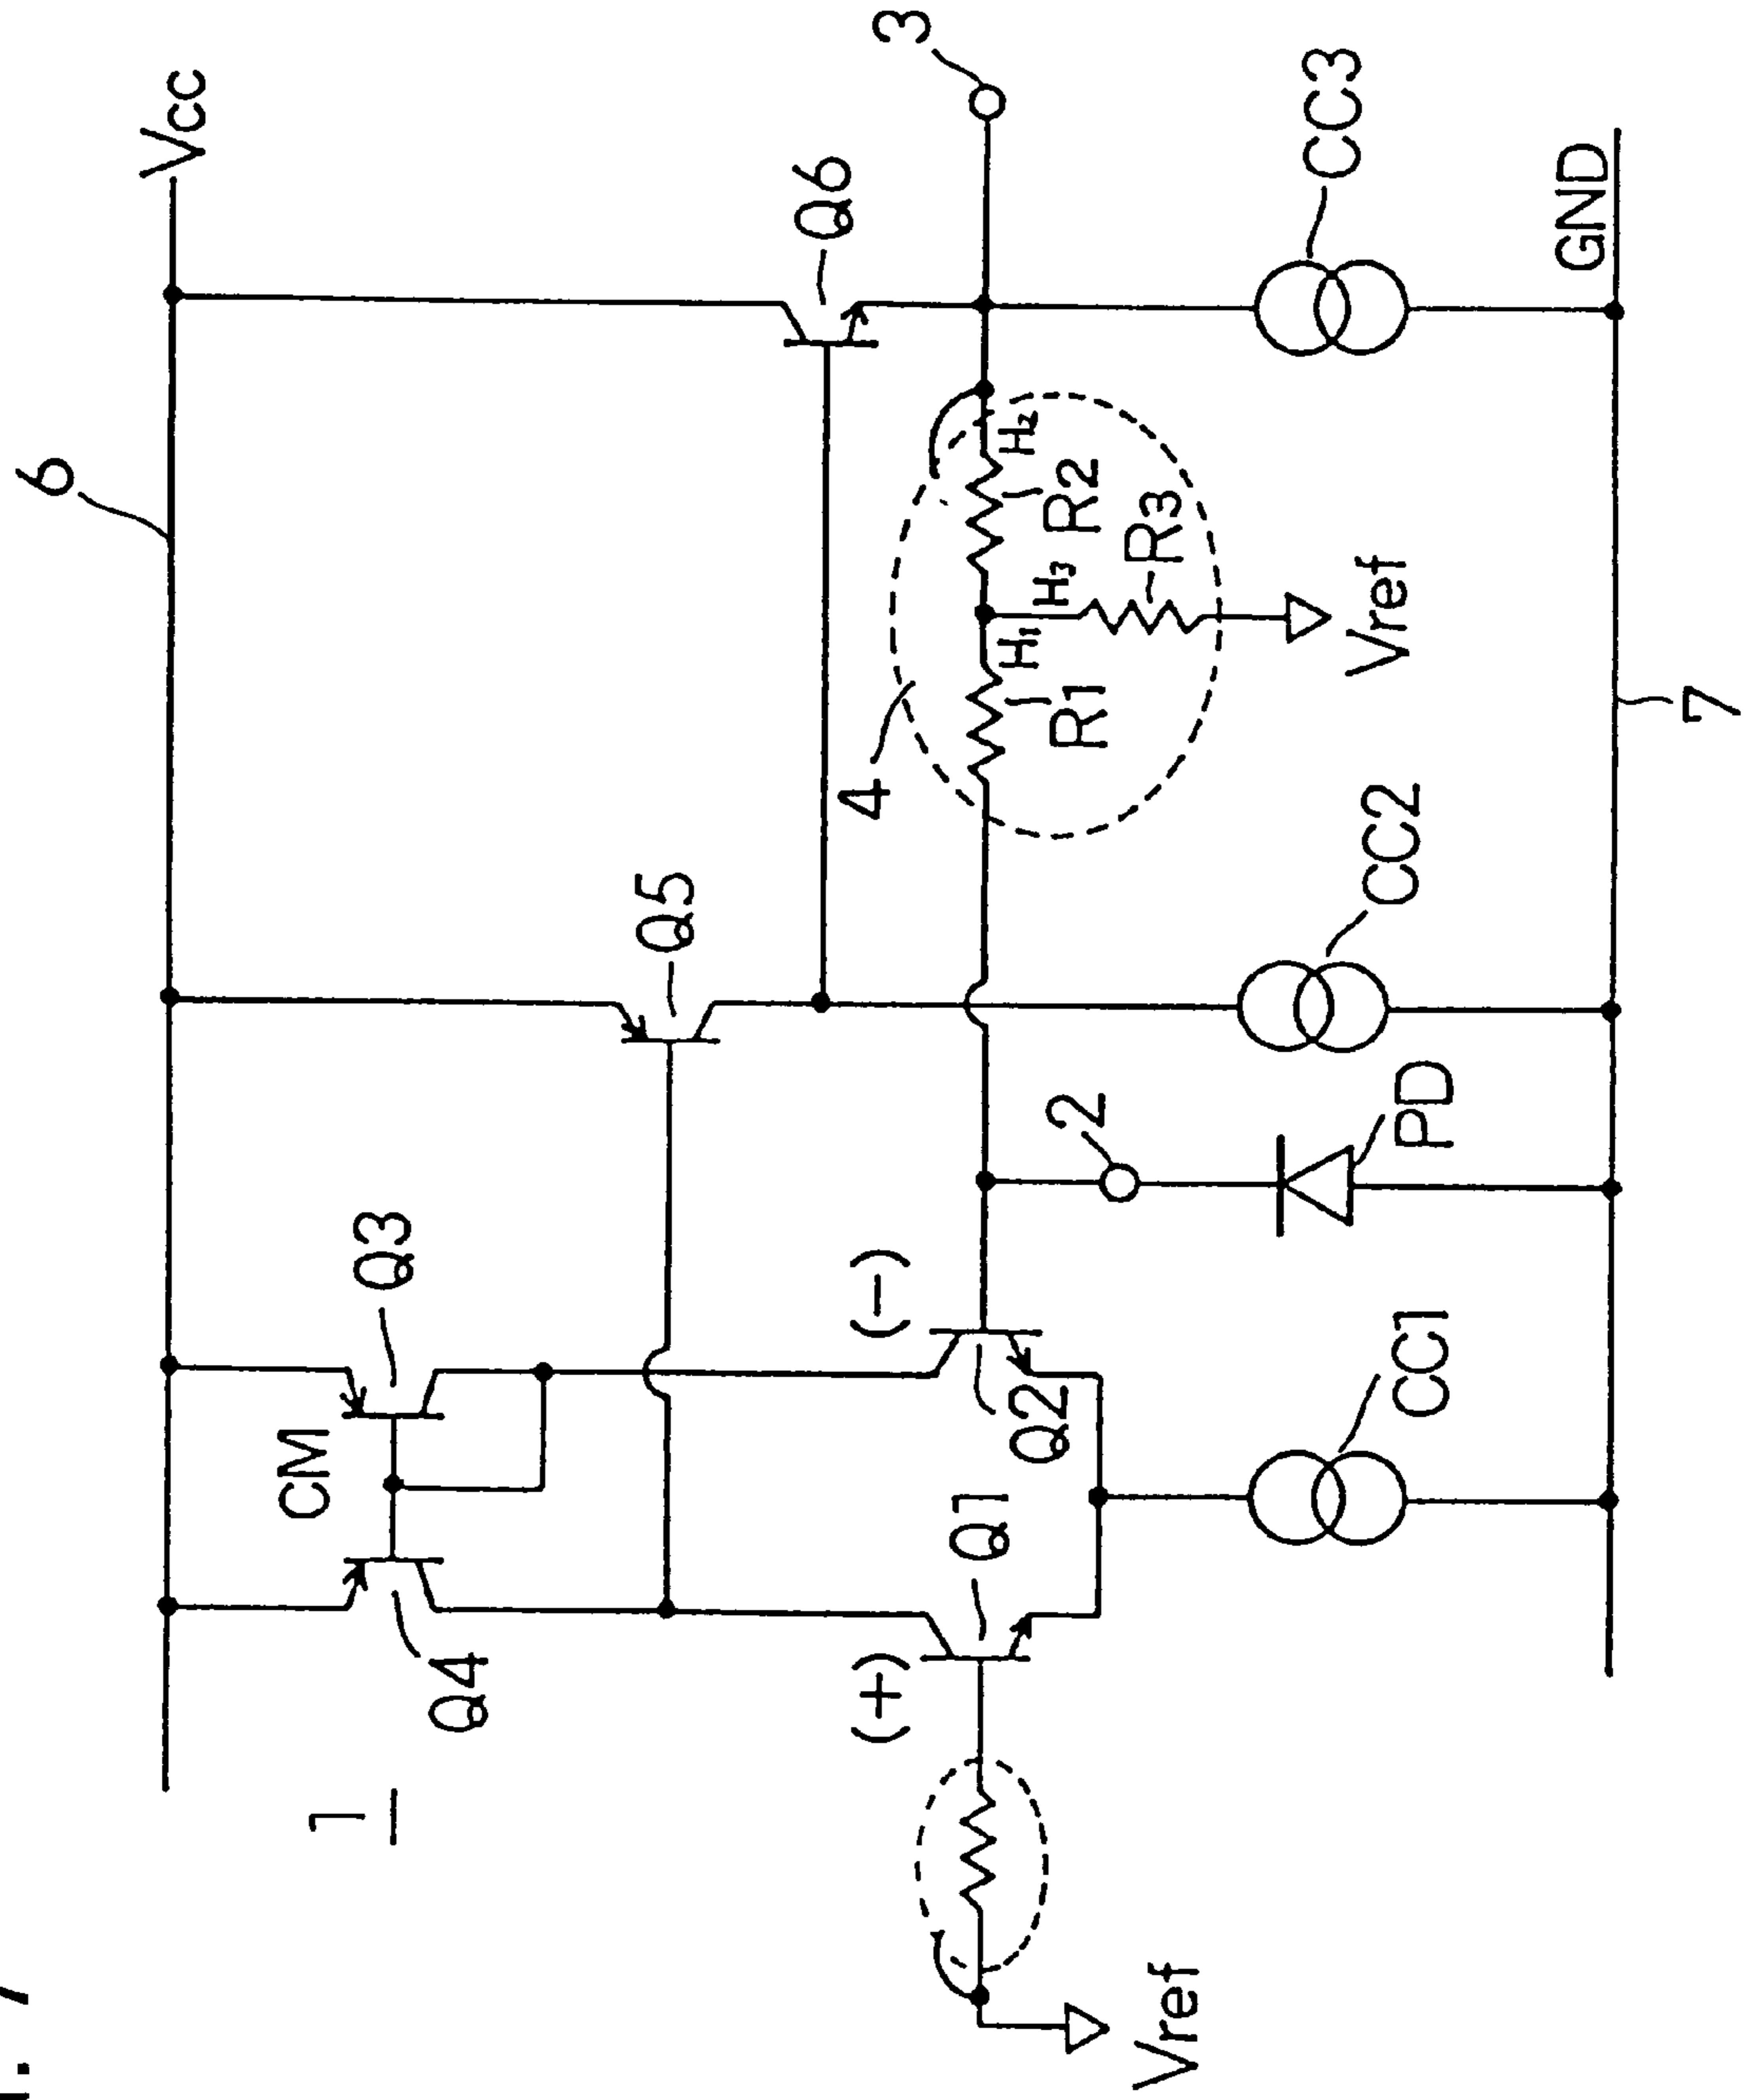 6
Vcc
CM
Q3
Q4
1
Q5
Q6
3
(+)
(−)
Q1
Q2
2
4
H1
H3
H2
R1
R2
R3
Vref
Vref
PD
CC1
CC2
CC3
GND
7
. 7